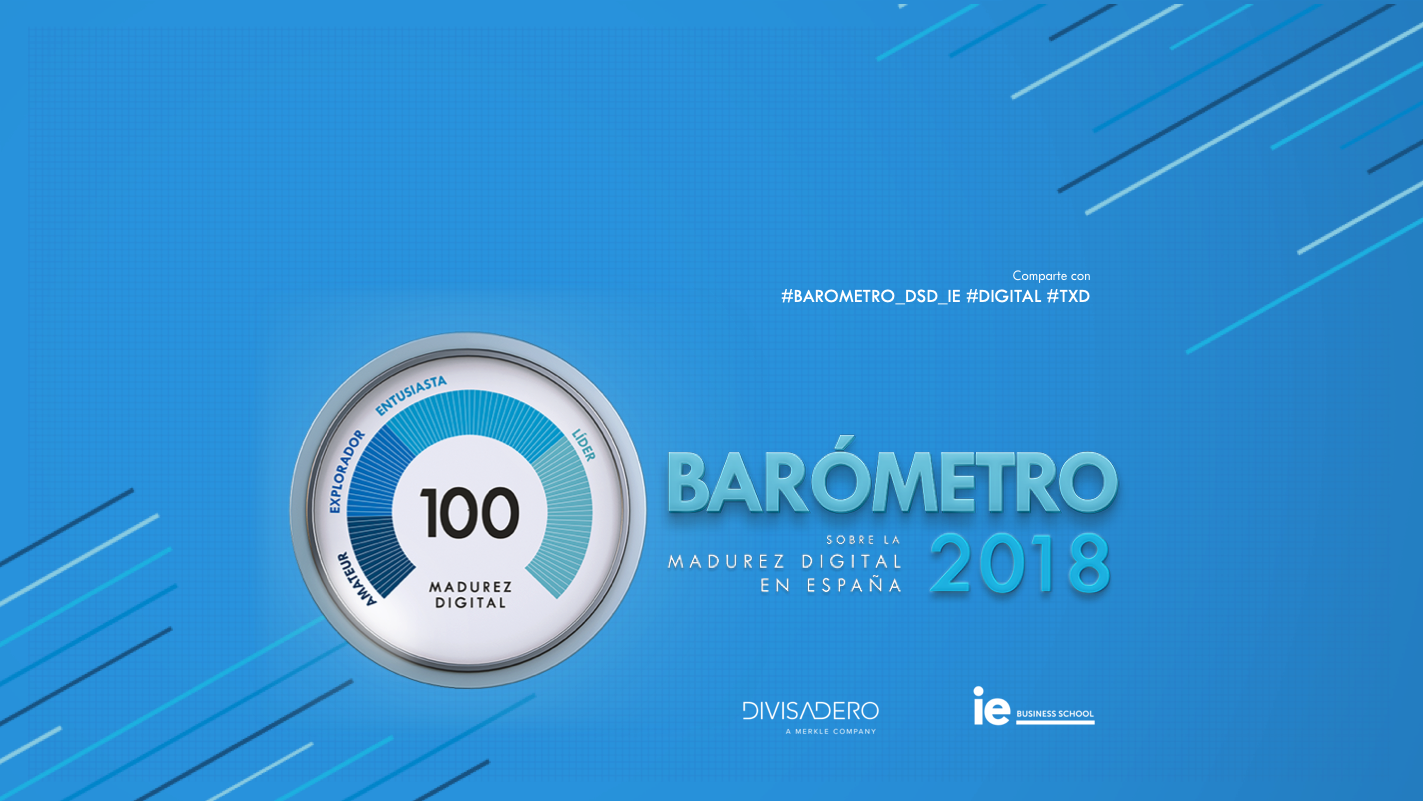 Comparte con
#BAROMETRO_DSD_IE #DIGITAL #TXD
ENTUSIASTA
EXPLORADOR
LÍDER
AMATEUR
100
MADUREZ
DIGITAL
BARÓMETRO
SOBRE LA
MADUREZ DIGITAL
EN ESPAÑA
2018
DIVISADERO
A MERKLE COMPANY
ie BUSINESS SCHOOL